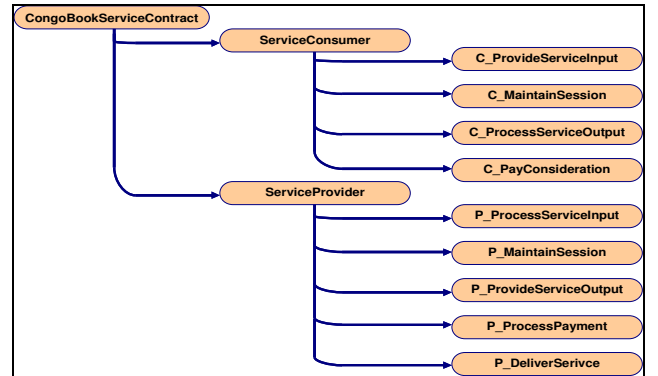 CongoBookServiceContract
ServiceConsumer
C_ProvideServiceInput
C_MaintainSession
C_ProcessServiceOutput
C_PayConsideration
ServiceProvider
P_ProcessServiceInput
P_MaintainSession
P_ProvideServiceOutput
P_ProcessPayment
P_DeliverSerivce